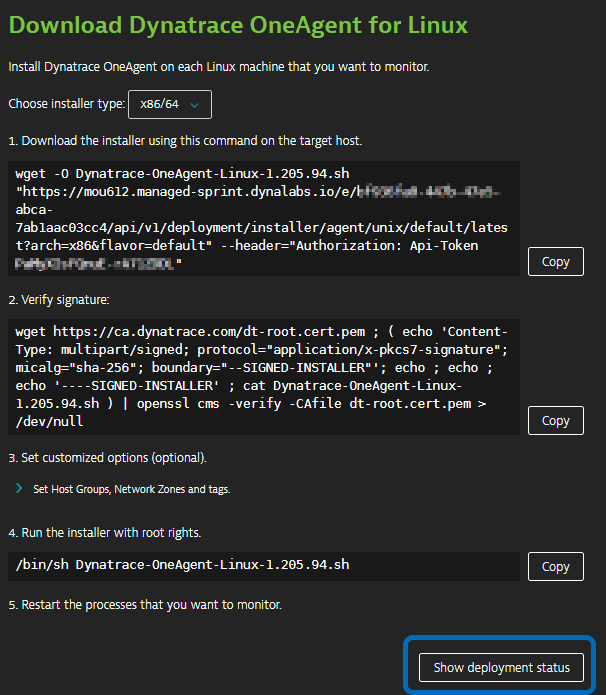 Download Dynatrace OneAgent for Linux
Install Dynatrace OneAgent on each Linux machine that you want to monitor.
Choose installer type: x86/64
1. Download the installer using this command on the target host.
wget -O Dynatrace-OneAgent-Linux-1.205.94.sh
"https://mou612.managed-sprint.dynalabs.io/e/
abca-
7ab1aac03cc4/api/v1/deployment/installer/agent/unix/default/lates
t?arch=x86&flavor=default" --header="Authorization: Api-Token
"
Copy
2. Verify signature:
wget https://ca.dynatrace.com/dt-root.cert.pem ; ( echo 'Content-
Type: multipart/signed; protocol="application/x-pkcs7-signature";
micalg="sha-256"; boundary="--SIGNED-INSTALLER"'; echo ; echo ;
echo '----SIGNED-INSTALLER' ; cat Dynatrace-OneAgent-Linux-
1.205.94.sh ) | openssl cms -verify -CAfile dt-root.cert.pem >
/dev/null
Copy
3. Set customized options (optional).
Set Host Groups, Network Zones and tags.
4. Run the installer with root rights.
/bin/sh Dynatrace-OneAgent-Linux-1.205.94.sh
Copy
5. Restart the processes that you want to monitor.
Show deployment status